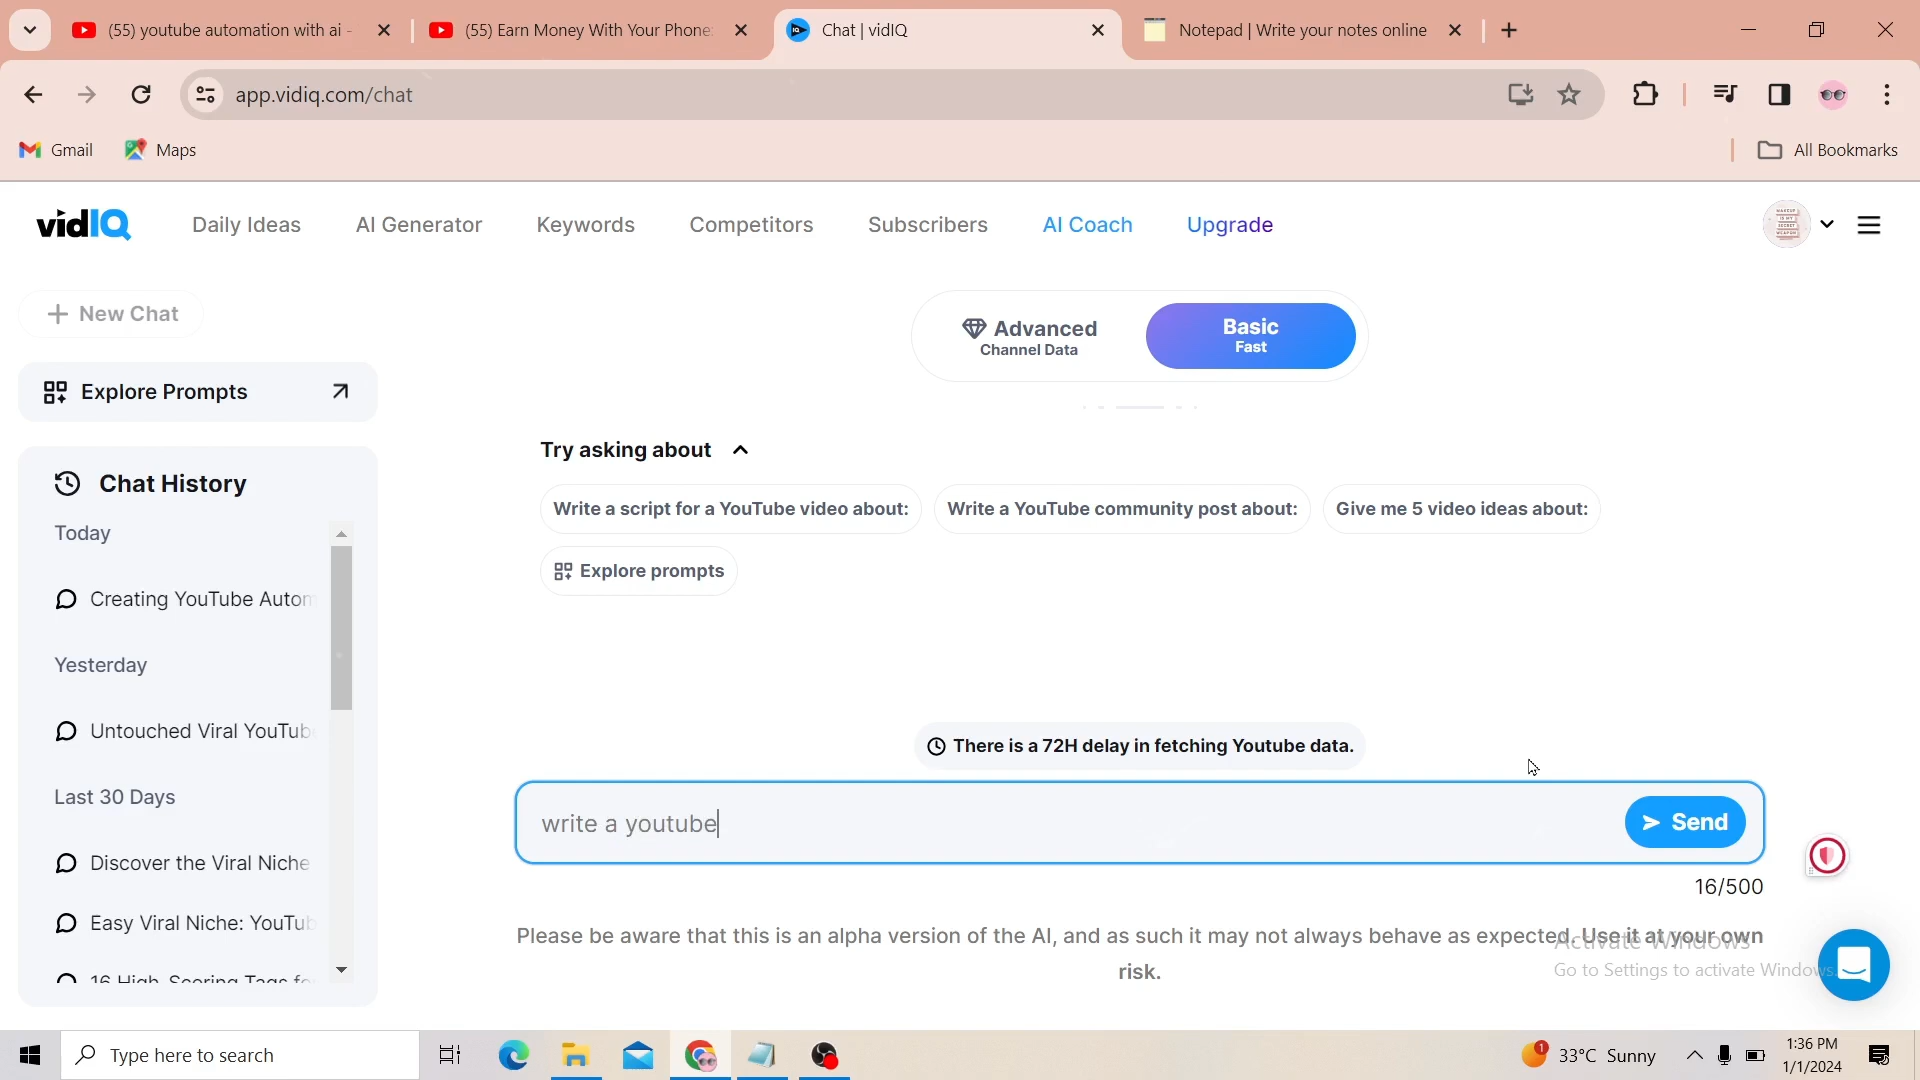 (55) youtube automation with ai -
(55) Earn Money With Your Phone:
Chat | vidIQ
Notepad | Write your notes online
app.vidiq.com/chat
Gmail
Maps
All Bookmarks
vidIQ
Daily Ideas
AI Generator
Keywords
Competitors
Subscribers
AI Coach
Upgrade
New Chat
Advanced
Channel Data
Basic
Fast
Explore Prompts
Try asking about
Chat History
Write a script for a YouTube video about:
Write a YouTube community post about:
Give me 5 video ideas about:
Today
Explore prompts
Creating YouTube Autom
Yesterday
Untouched Viral YouTub
There is a 72H delay in fetching Youtube data.
Last 30 Days
write a youtube
Send
Discover the Viral Niche
16/500
Easy Viral Niche: YouTub
Please be aware that this is an alpha version of the AI, and as such it may not always behave as expected. Use it at your own
risk.
Activate Windows
Go to Settings to activate Windows.
16 High-Scoring Tags fo
Type here to search
1
33°C Sunny
1:36 PM
1/1/2024